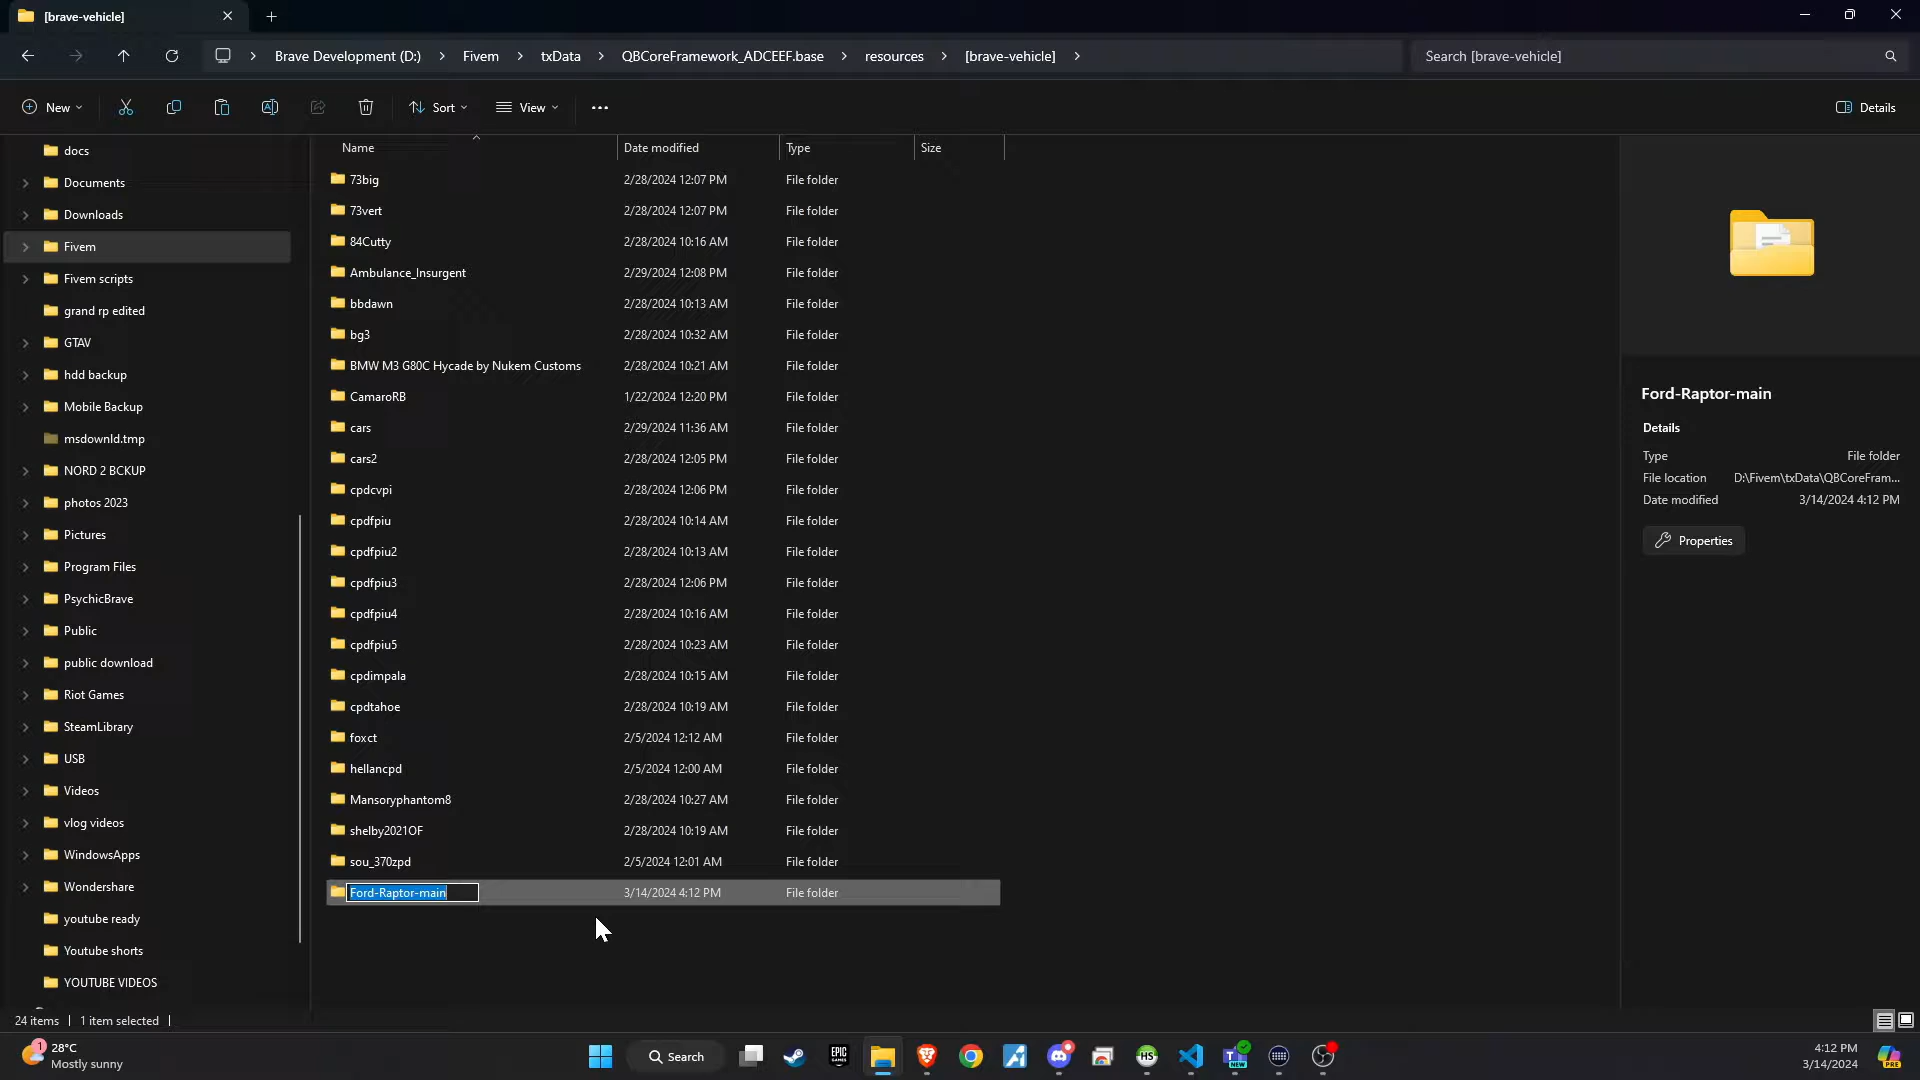 [brave-vehicle]
Brave Development (D:) Fivem txData QBCoreFramework_ADCEEF.base resources [brave-vehicle]
Search [brave-vehicle]
New Sort View Details
docs
Documents
Downloads
Fivem
Fivem scripts
grand rp edited
GTAV
hdd backup
Mobile Backup
msdownld.tmp
NORD 2 BCKUP
photos 2023
Pictures
Program Files
PsychicBrave
Public
public download
Riot Games
SteamLibrary
USB
Videos
vlog videos
WindowsApps
Wondershare
youtube ready
Youtube shorts
YOUTUBE VIDEOS
Name Date modified Type Size
73big 2/28/2024 12:07 PM File folder
73vert 2/28/2024 12:07 PM File folder
84Cutty 2/28/2024 10:16 AM File folder
Ambulance_Insurgent 2/29/2024 12:08 PM File folder
bbdawn 2/28/2024 10:13 AM File folder
bg3 2/28/2024 10:32 AM File folder
BMW M3 G80C Hycade by Nukem Customs 2/28/2024 10:21 AM File folder
CamaroRB 1/22/2024 12:20 PM File folder
cars 2/29/2024 11:36 AM File folder
cars2 2/28/2024 12:05 PM File folder
cpdcvpi 2/28/2024 12:06 PM File folder
cpdfpiu 2/28/2024 10:14 AM File folder
cpdfpiu2 2/28/2024 10:13 AM File folder
cpdfpiu3 2/28/2024 12:06 PM File folder
cpdfpiu4 2/28/2024 10:16 AM File folder
cpdfpiu5 2/28/2024 10:23 AM File folder
cpdimpala 2/28/2024 10:15 AM File folder
cpdtahoe 2/28/2024 10:19 AM File folder
foxct 2/5/2024 12:12 AM File folder
hellancpd 2/5/2024 12:00 AM File folder
Mansoryphantom8 2/28/2024 10:27 AM File folder
shelby2021OF 2/28/2024 10:19 AM File folder
sou_370zpd 2/5/2024 12:01 AM File folder
Ford-Raptor-main 3/14/2024 4:12 PM File folder
Ford-Raptor-main
Details
Type File folder
File location D:\Fivem\txData\QBCoreFram...
Date modified 3/14/2024 4:12 PM
Properties
24 items 1 item selected
1
28°C
Mostly sunny
Search
EPIC
GAMES
HS
NEW
4:12 PM
3/14/2024
PRE